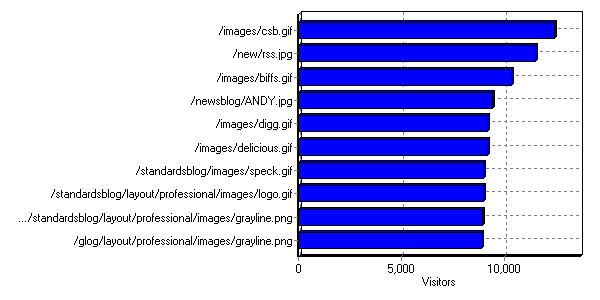 /images/csb.gif
/new/rss.jpg
/images/biffs.gif
/newsblog/ANDY.jpg
/images/digg.gif
/images/delicious.gif
/standardsblog/images/speck.gif
/standardsblog/layout/professional/images/logo.gif
.../standardsblog/layout/professional/images/grayline.png
/glog/layout/professional/images/grayline.png
0 5,000 10,000
Visitors